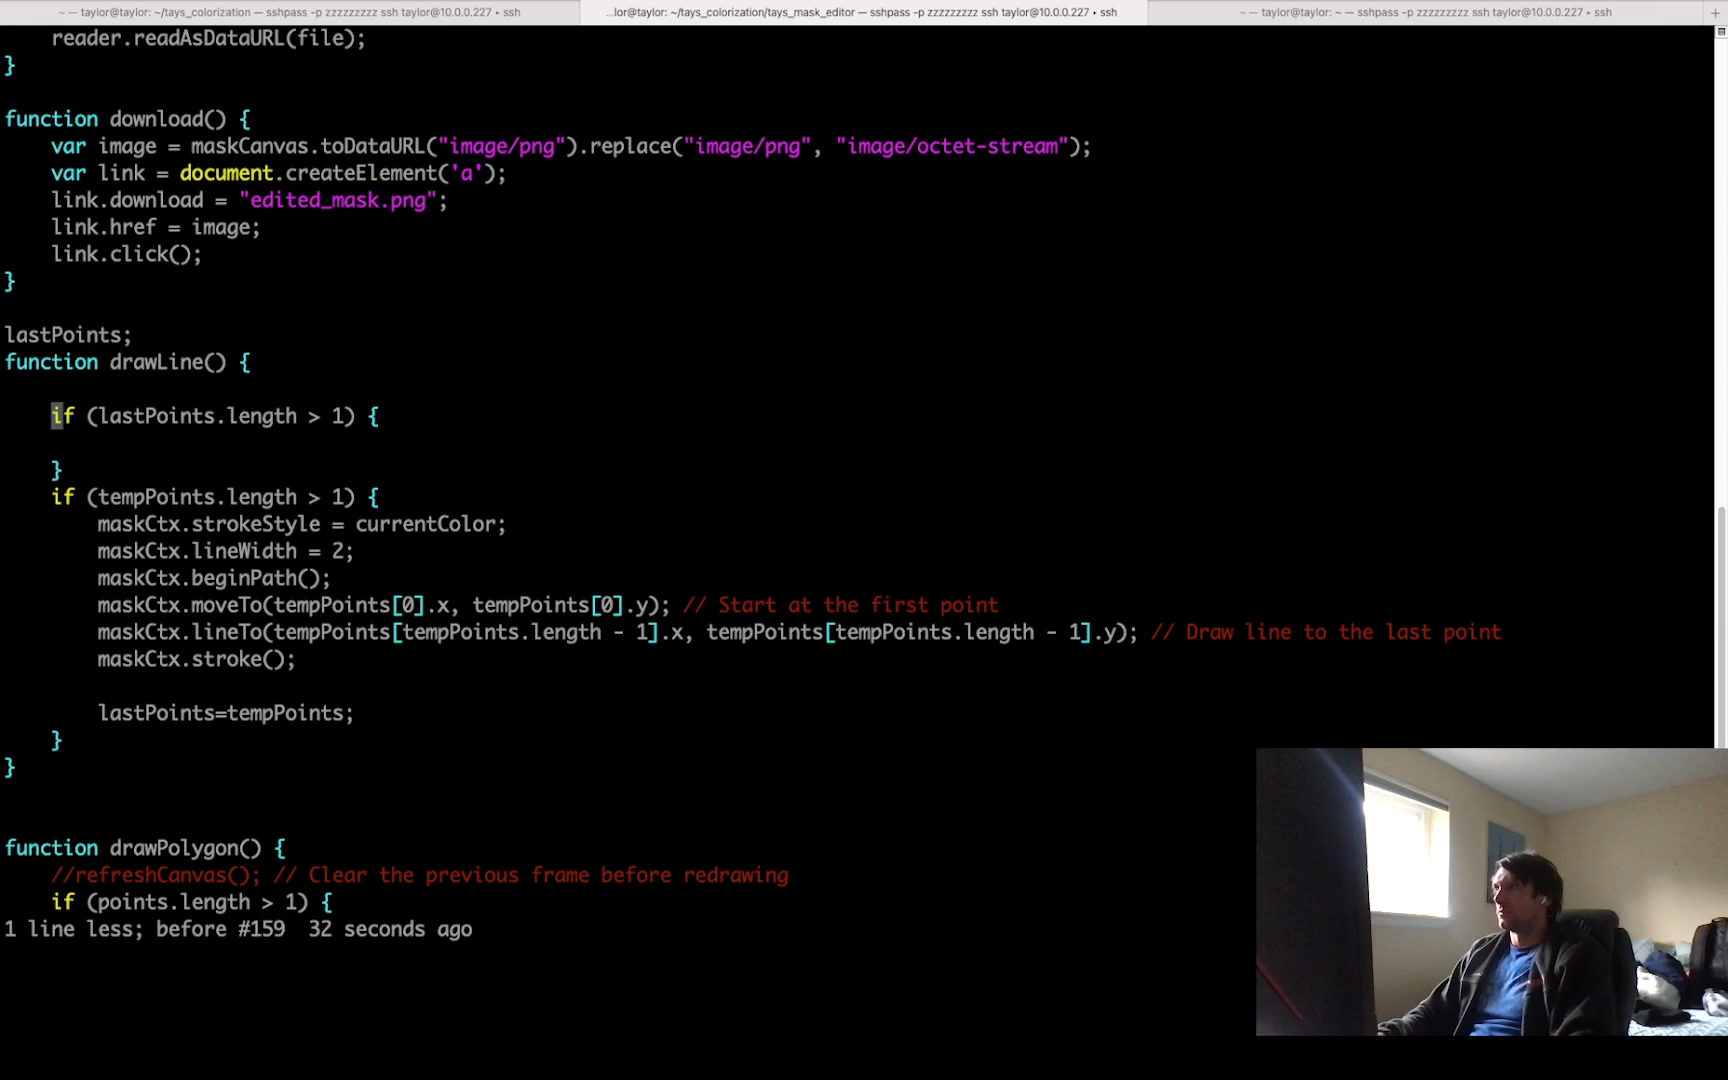 ~ — taylor@taylor: ~/tays_colorization — sshpass -p zzzzzzzzz ssh taylor@10.0.0.227 • ssh
...lor@taylor: ~/tays_colorization/tays_mask_editor — sshpass -p zzzzzzzzz ssh taylor@10.0.0.227 • ssh
~ — taylor@taylor: ~ — sshpass -p zzzzzzzzz ssh taylor@10.0.0.227 • ssh
+
    reader.readAsDataURL(file);
}
function download() {
    var image = maskCanvas.toDataURL("image/png").replace("image/png", "image/octet-stream");
    var link = document.createElement('a');
    link.download = "edited_mask.png";
    link.href = image;
    link.click();
}
lastPoints;
function drawLine() {
    if (lastPoints.length > 1) {
    }
    if (tempPoints.length > 1) {
        maskCtx.strokeStyle = currentColor;
        maskCtx.lineWidth = 2;
        maskCtx.beginPath();
        maskCtx.moveTo(tempPoints[0].x, tempPoints[0].y); // Start at the first point
        maskCtx.lineTo(tempPoints[tempPoints.length - 1].x, tempPoints[tempPoints.length - 1].y); // Draw line to the last point
        maskCtx.stroke();
        lastPoints=tempPoints;
    }
}
function drawPolygon() {
    //refreshCanvas(); // Clear the previous frame before redrawing
    if (points.length > 1) {
1 line less; before #159  32 seconds ago